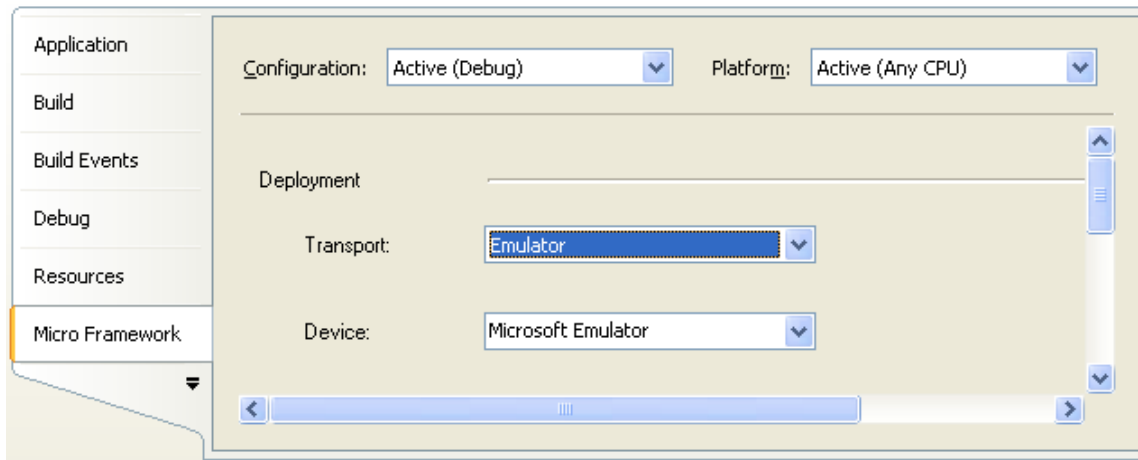 Application
Build
Build Events
Debug
Resources
Micro Framework
Configuration: Active (Debug) Platform: Active (Any CPU)
Deployment
Transport: Emulator
Device: Microsoft Emulator